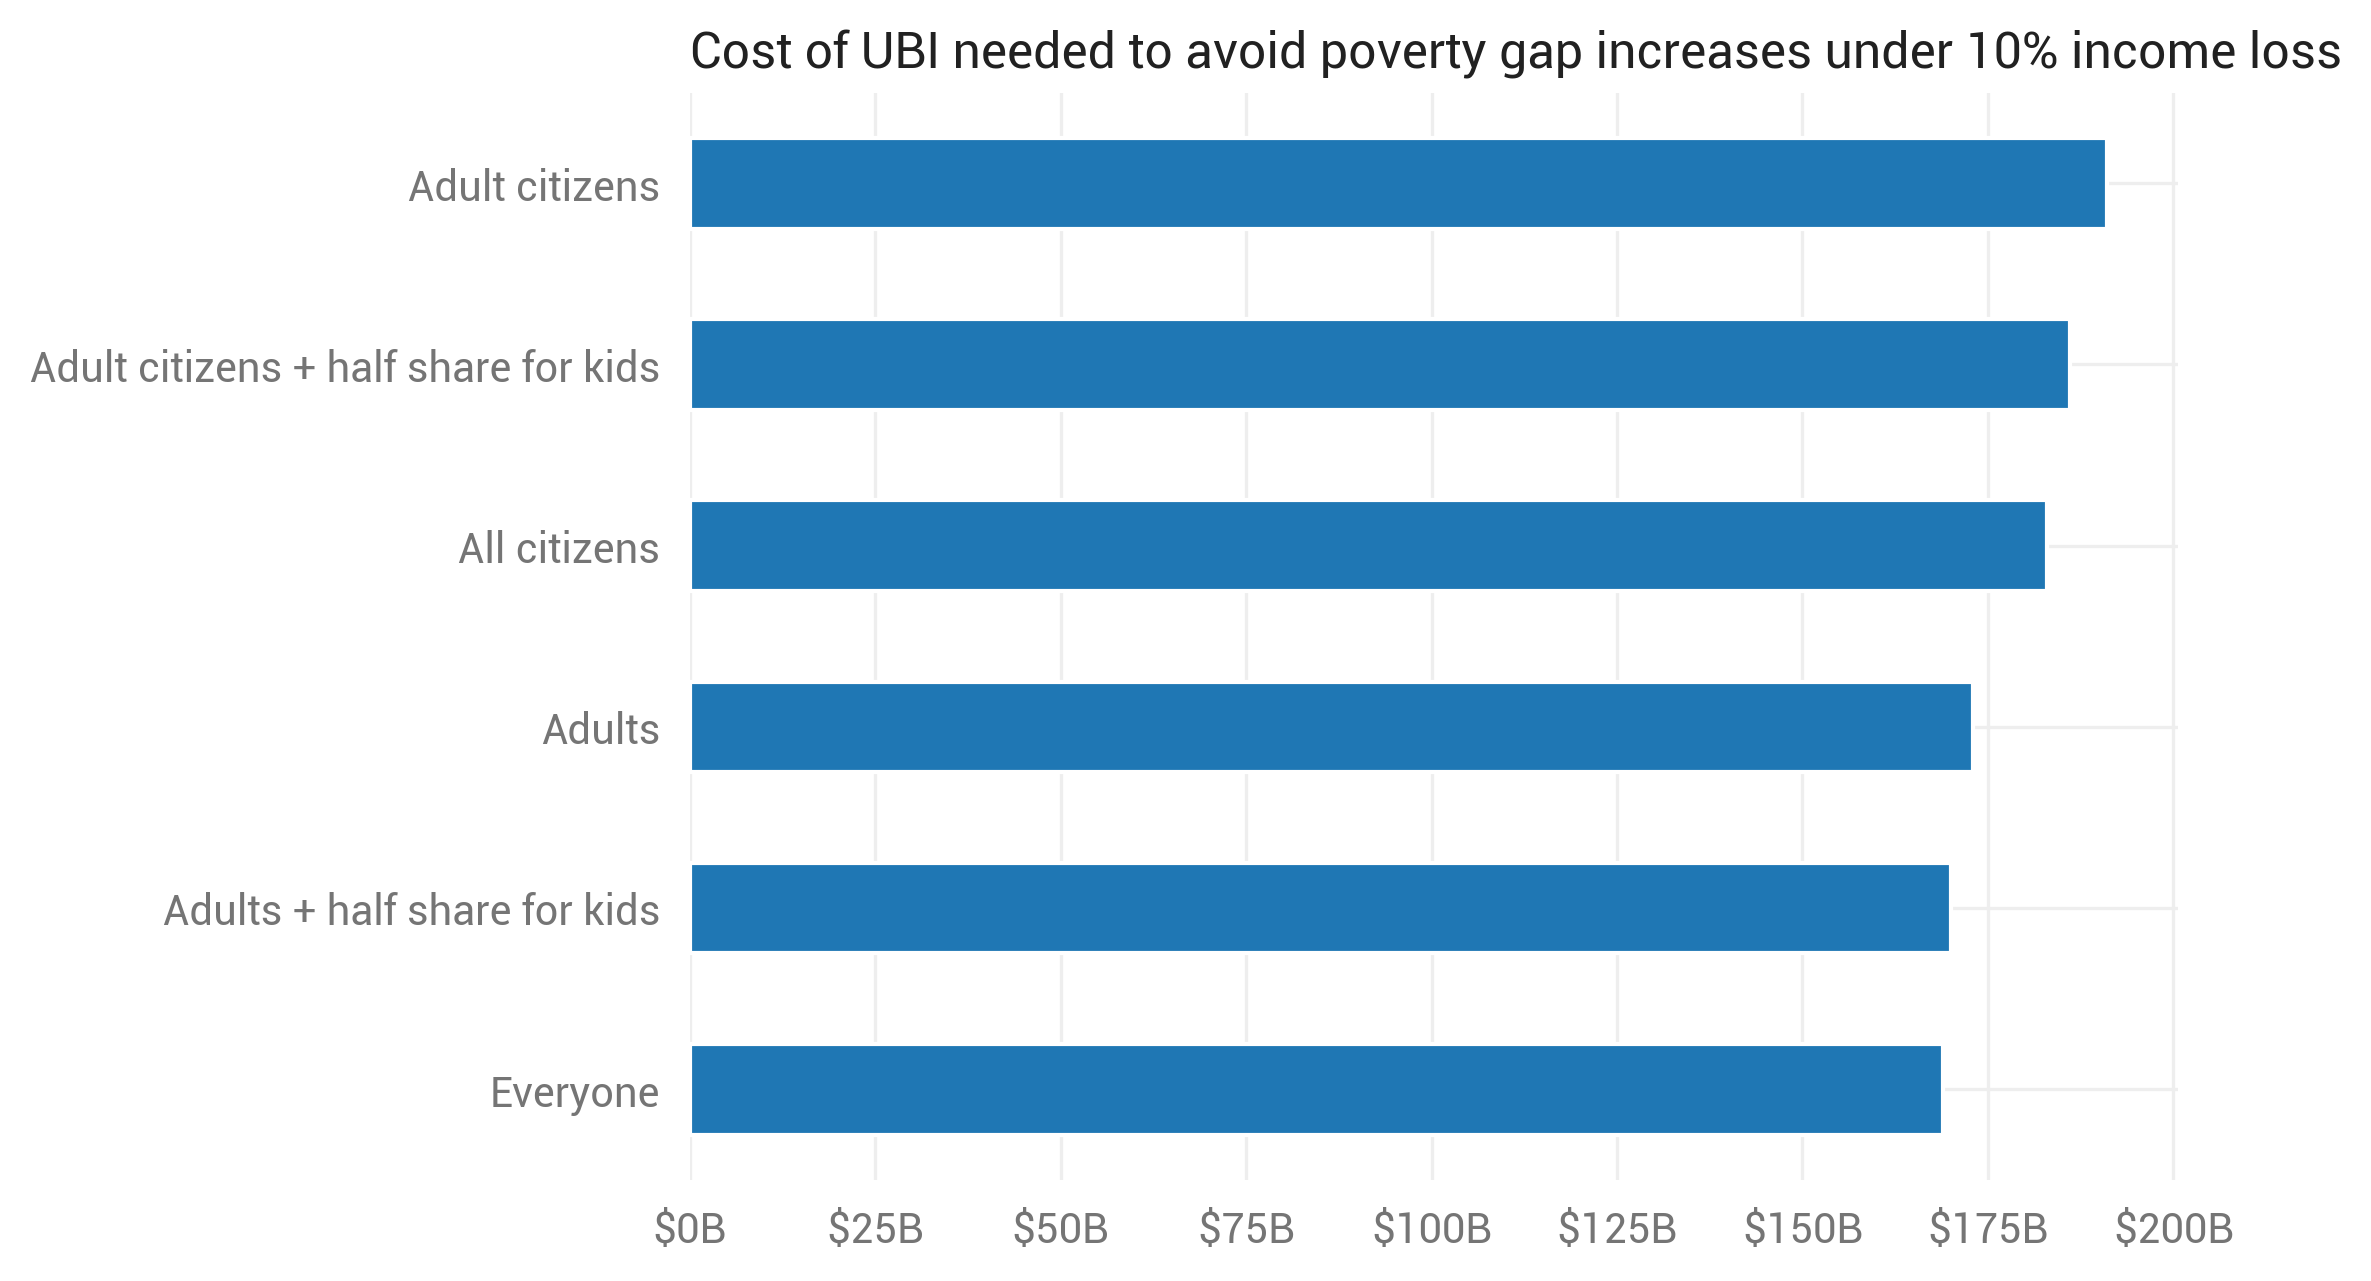 Cost of UBI needed to avoid poverty gap increases under 10% income loss
Adult citizens
Adult citizens + half share for kids
All citizens
Adults
Adults + half share for kids
Everyone
$0B $25B $50B $75B $100B $125B $150B $175B $200B